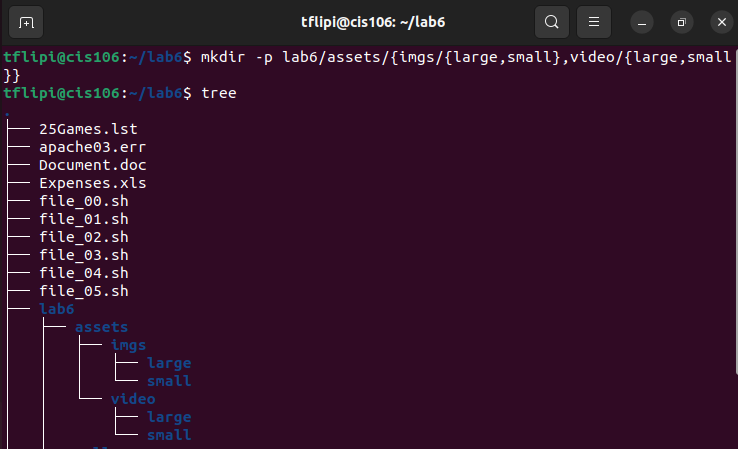 tflipi@cis106: ~/lab6
tflipi@cis106:~/lab6$ mkdir -p lab6/assets/{imgs/{large,small},video/{large,small
}}
tflipi@cis106:~/lab6$ tree
.
├── 25Games.lst
├── apache03.err
├── Document.doc
├── Expenses.xls
├── file_00.sh
├── file_01.sh
├── file_02.sh
├── file_03.sh
├── file_04.sh
├── file_05.sh
├── lab6
│   ├── assets
│   │   ├── imgs
│   │   │   ├── large
│   │   │   └── small
│   │   └── video
│   │       ├── large
│   │       └── small